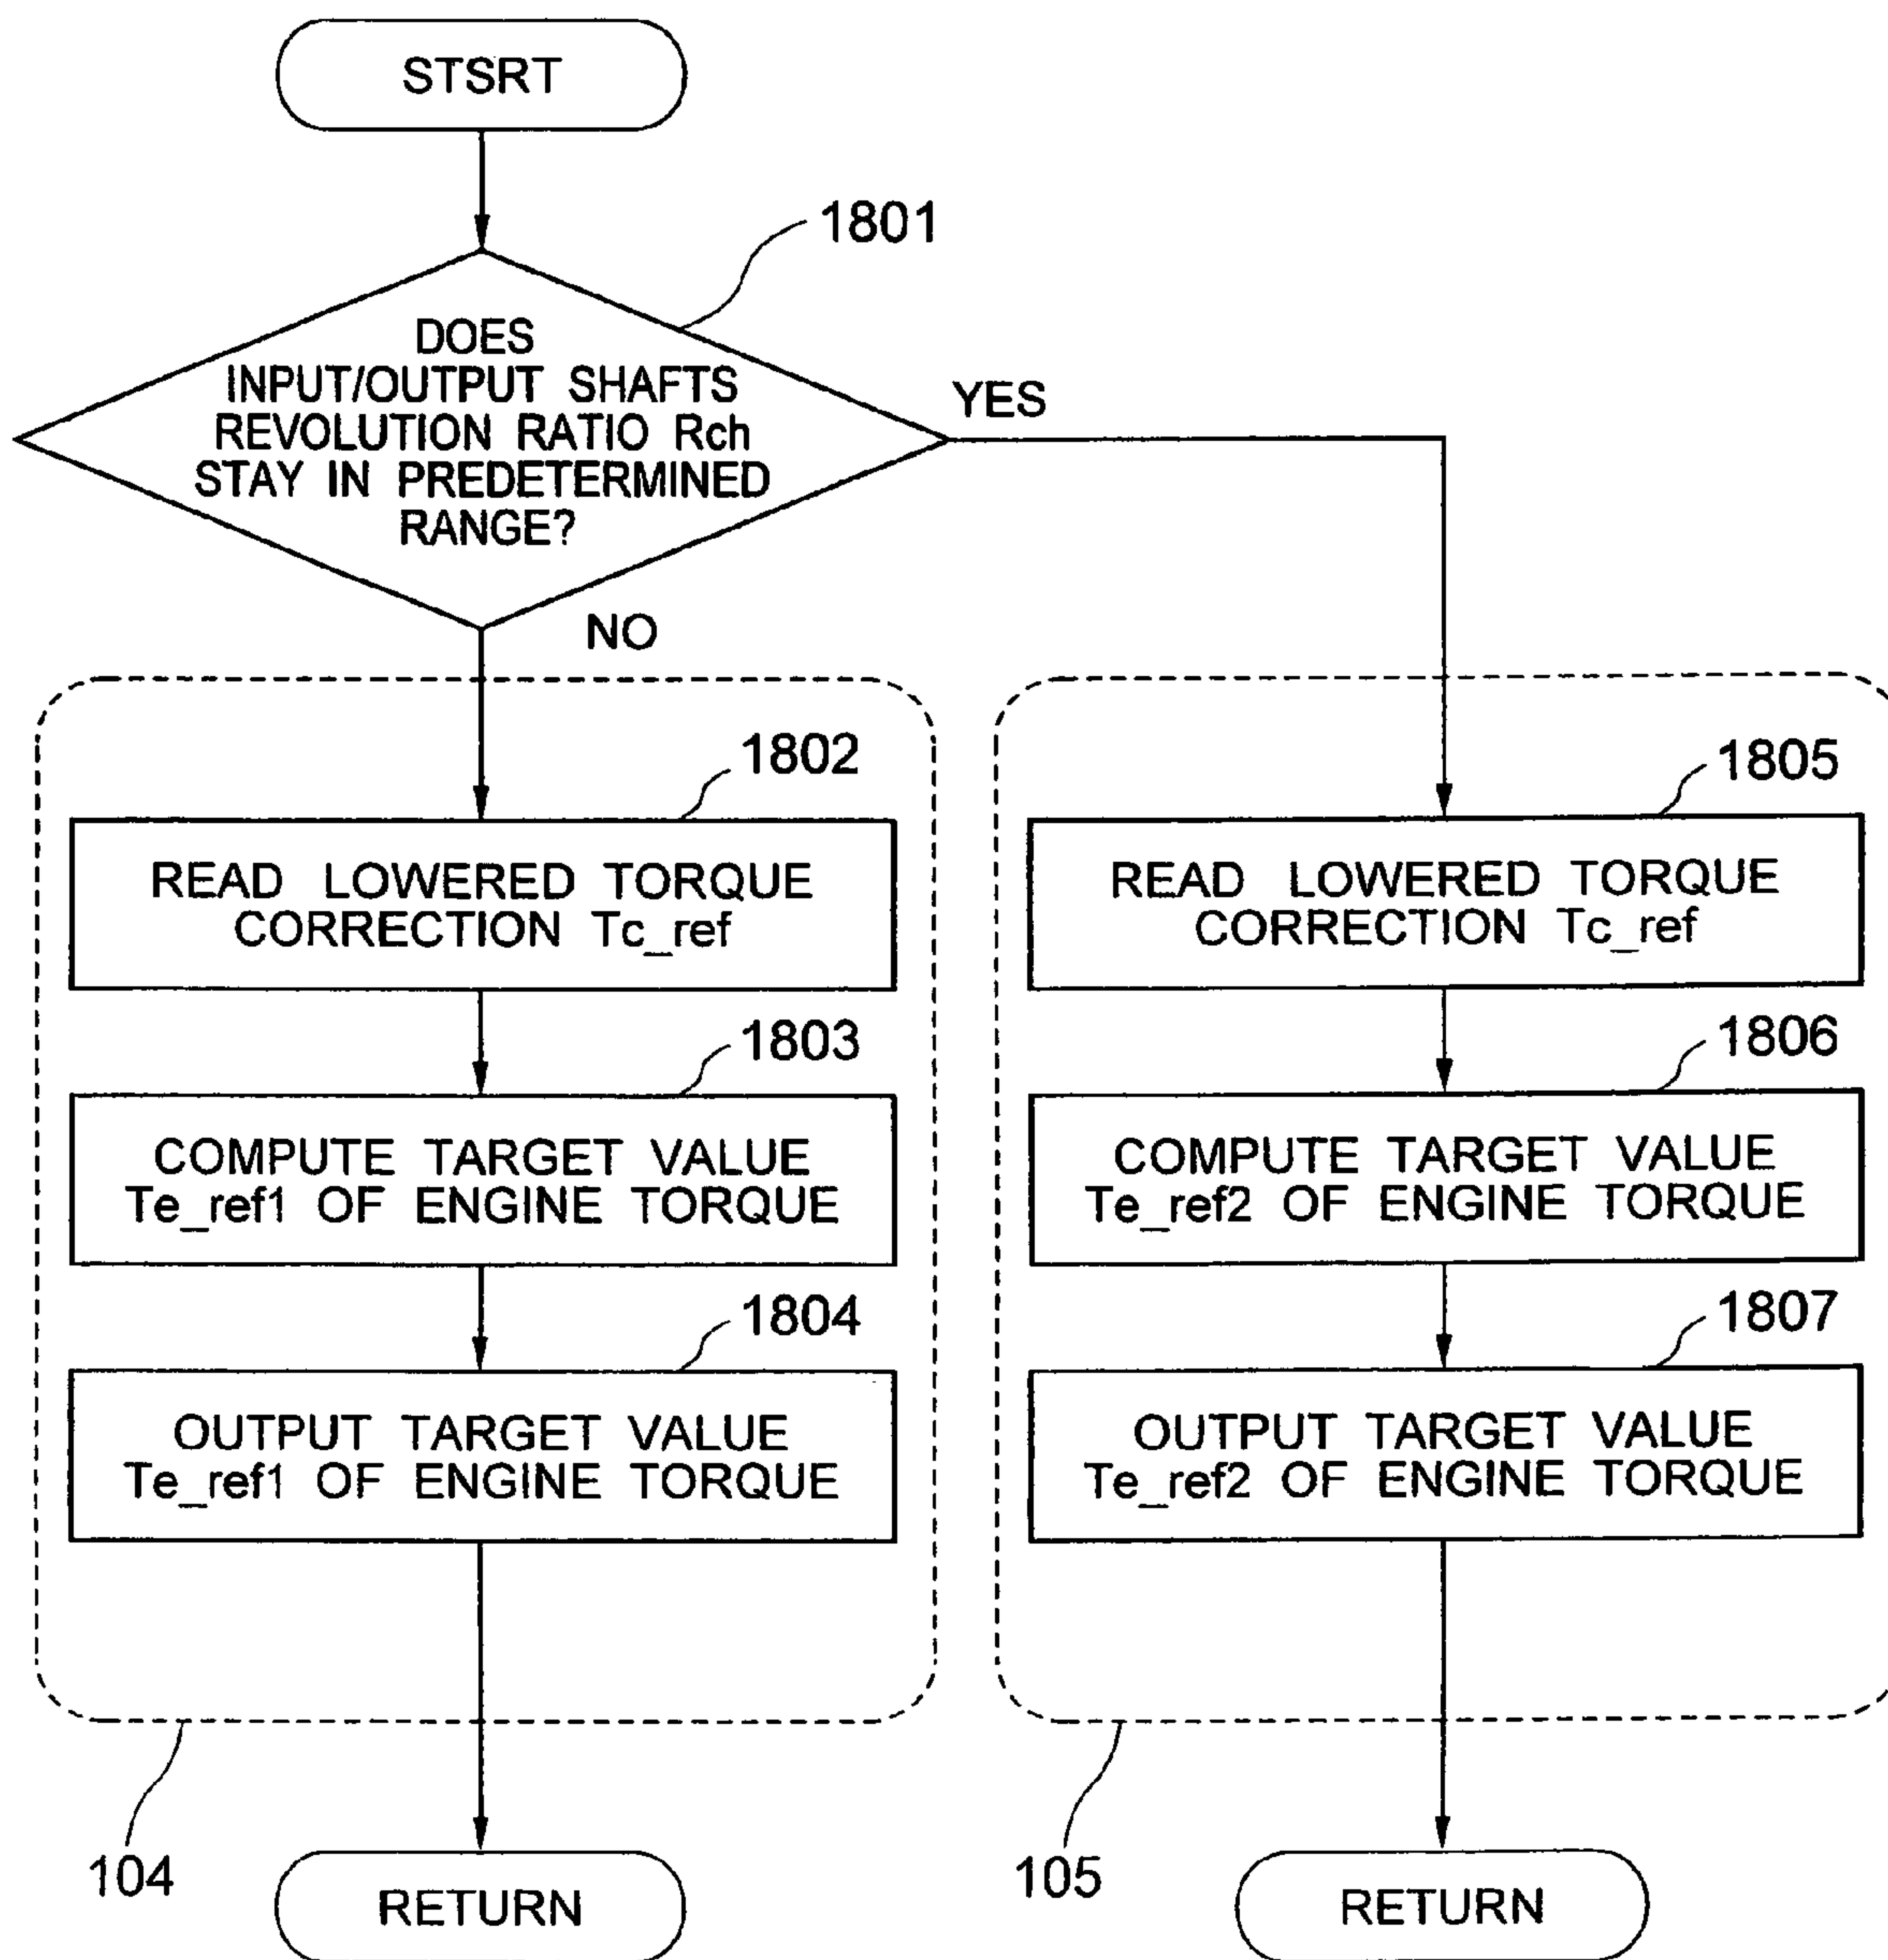 STSRT
1801
DOES
INPUT/OUTPUT SHAFTS
REVOLUTION RATIO Rch
STAY IN PREDETERMINED
RANGE?
YES
NO
1802
READ LOWERED TORQUE
CORRECTION Tc_ref
1803
COMPUTE TARGET VALUE
Te_ref1 OF ENGINE TORQUE
1804
OUTPUT TARGET VALUE
Te_ref1 OF ENGINE TORQUE
104
RETURN
1805
READ LOWERED TORQUE
CORRECTION Tc_ref
1806
COMPUTE TARGET VALUE
Te_ref2 OF ENGINE TORQUE
1807
OUTPUT TARGET VALUE
Te_ref2 OF ENGINE TORQUE
105
RETURN